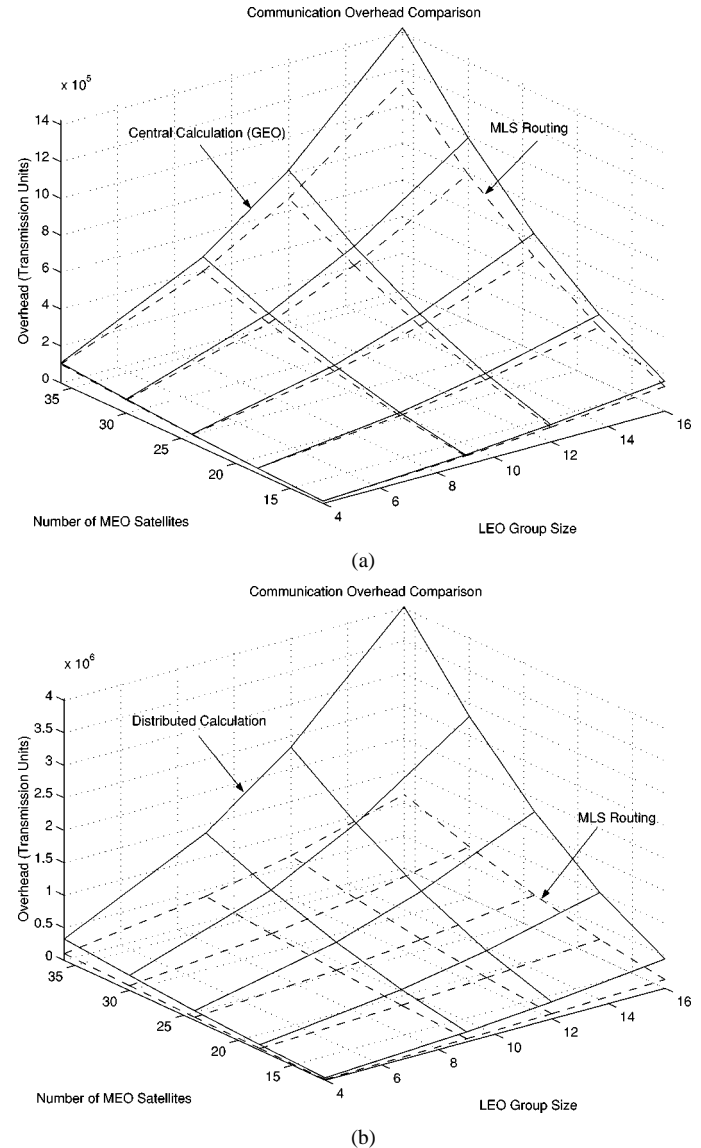 Communication Overhead Comparison
x 10^5
14
12
10
8
6
4
2
0
Overhead (Transmission Units)
Central Calculation (GEO)
MLS Routing
35
30
25
20
15
Number of MEO Satellites
4
6
8
10
12
14
16
LEO Group Size
(a)
Communication Overhead Comparison
x 10^6
4
3.5
3
2.5
2
1.5
1
0.5
0
Overhead (Transmission Units)
Distributed Calculation
MLS Routing
35
30
25
20
15
Number of MEO Satellites
4
6
8
10
12
14
16
LEO Group Size
(b)